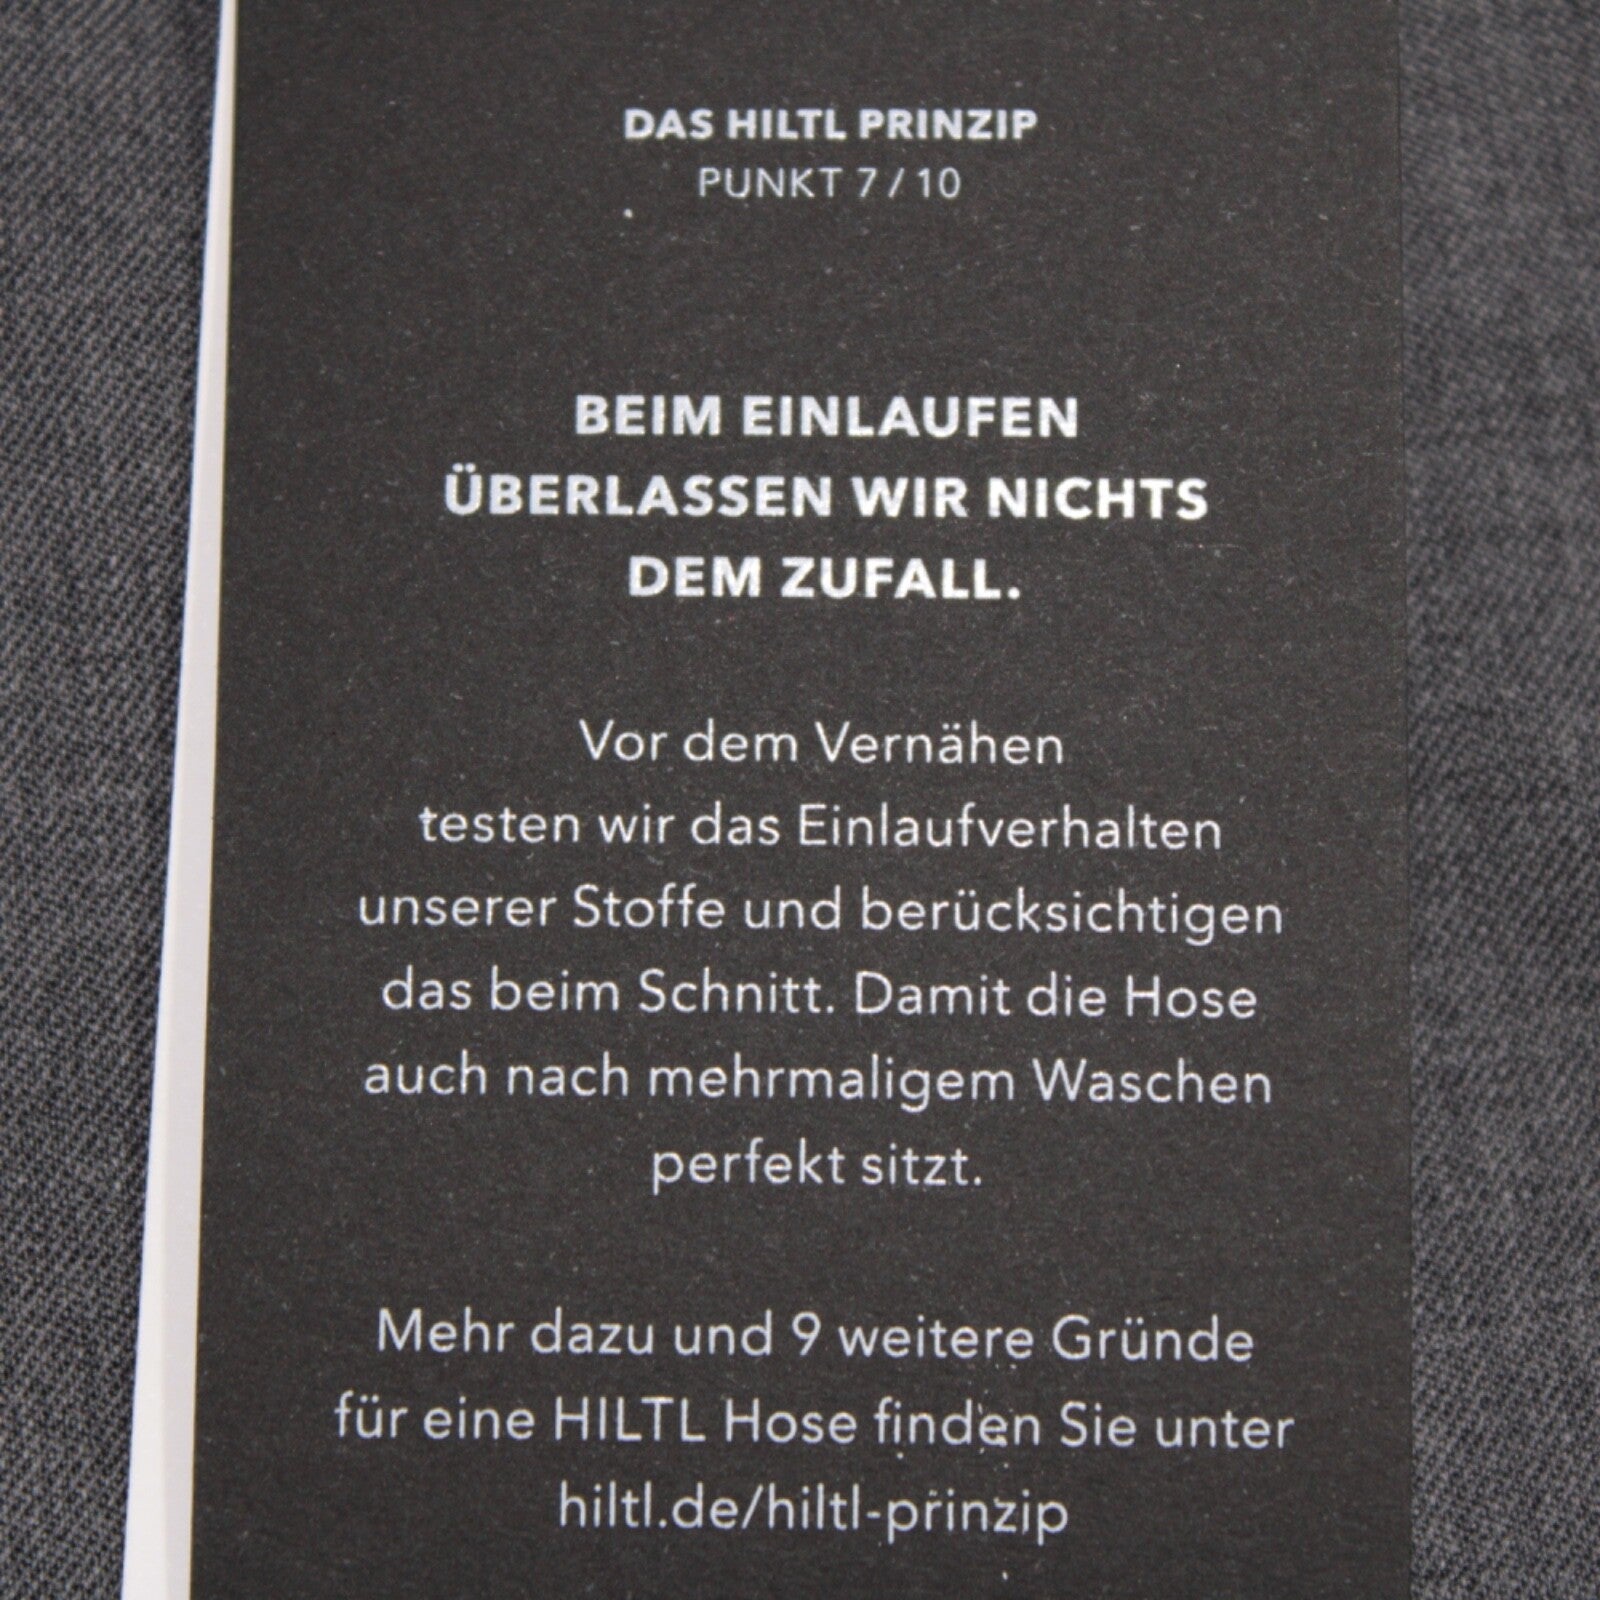 DAS HILTL PRINZIP
PUNKT 7 / 10
BEIM EINLAUFEN
ÜBERLASSEN WIR NICHTS
DEM ZUFALL.
Vor dem Vernähen
testen wir das Einlaufverhalten
unserer Stoffe und berücksichtigen
das beim Schnitt. Damit die Hose
auch nach mehrmaligem Waschen
perfekt sitzt.
Mehr dazu und 9 weitere Gründe
für eine HILTL Hose finden Sie unter
hiltl.de/hiltl-prinzip